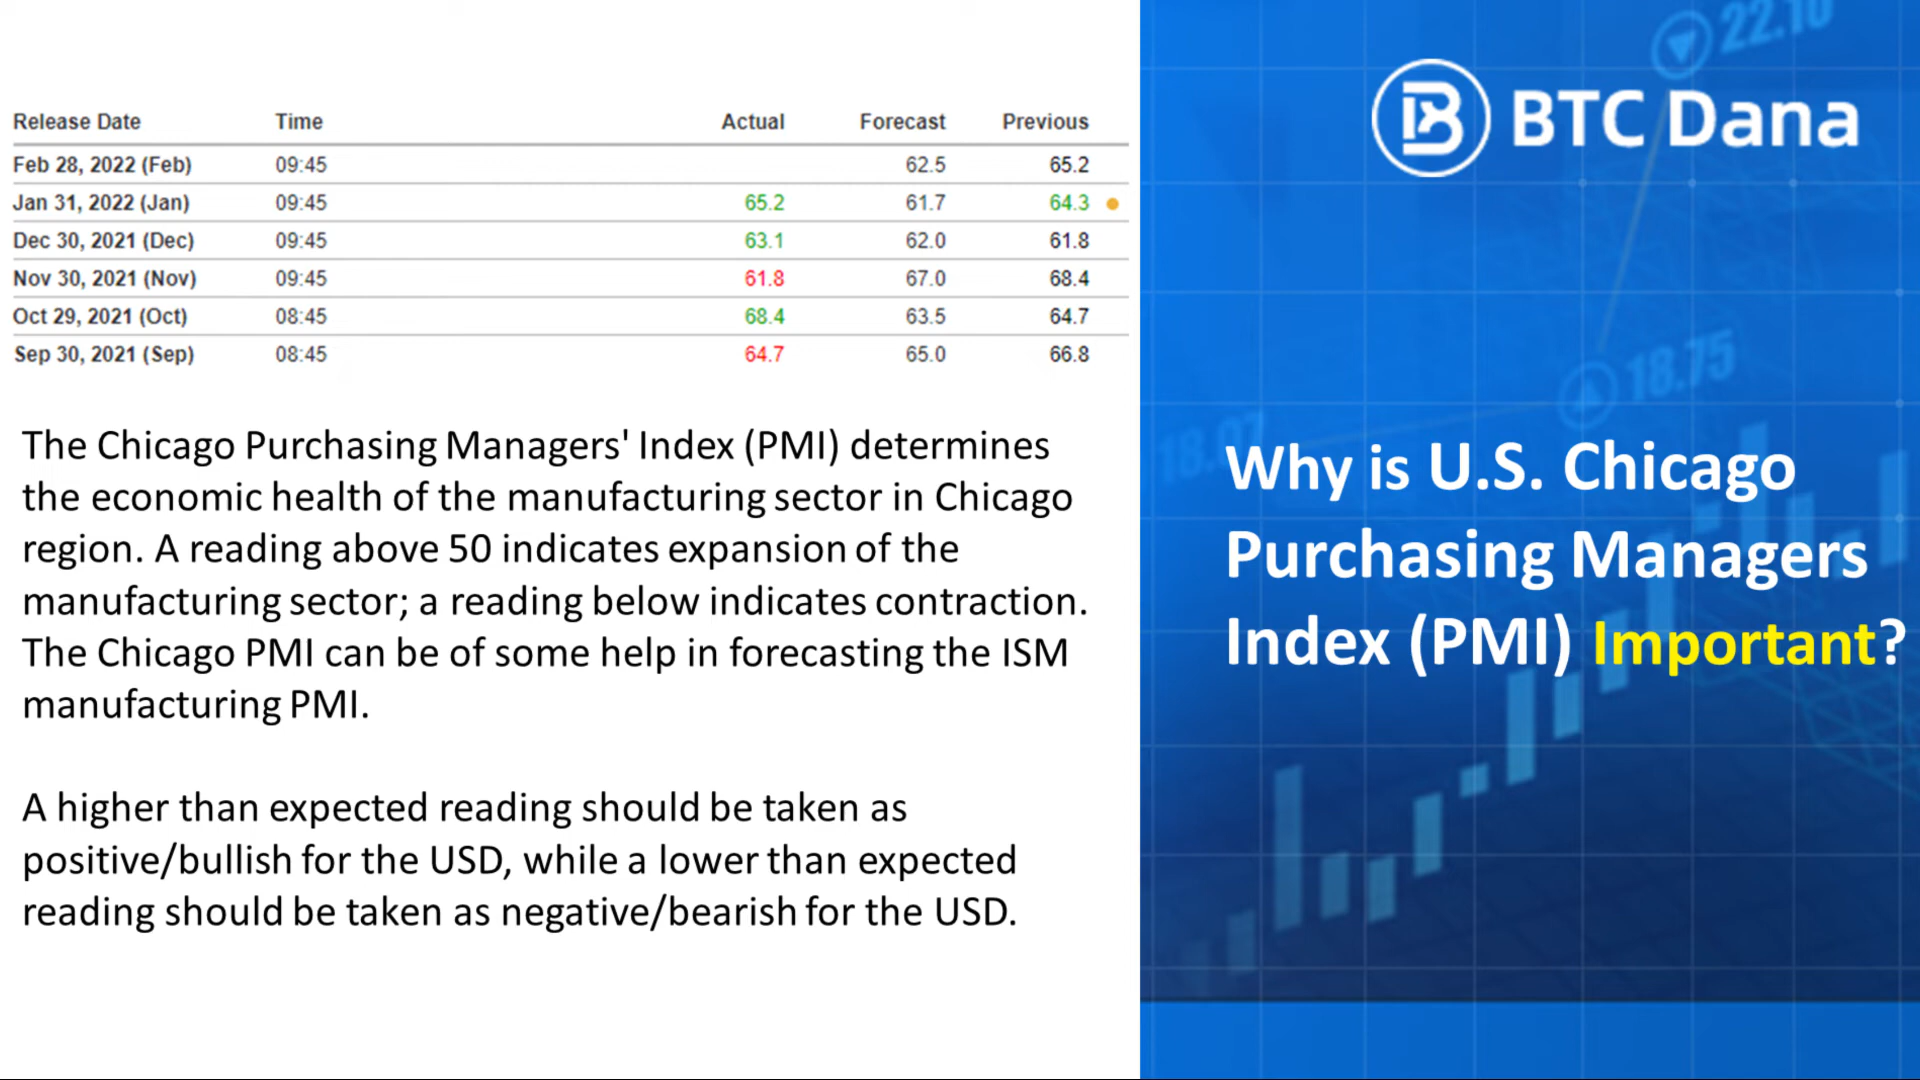 Release Date Time Actual Forecast Previous
Feb 28, 2022 (Feb) 09:45 62.5 65.2
Jan 31, 2022 (Jan) 09:45 65.2 61.7 64.3
Dec 30, 2021 (Dec) 09:45 63.1 62.0 61.8
Nov 30, 2021 (Nov) 09:45 61.8 67.0 68.4
Oct 29, 2021 (Oct) 08:45 68.4 63.5 64.7
Sep 30, 2021 (Sep) 08:45 64.7 65.0 66.8
The Chicago Purchasing Managers' Index (PMI) determines
the economic health of the manufacturing sector in Chicago
region. A reading above 50 indicates expansion of the
manufacturing sector; a reading below indicates contraction.
The Chicago PMI can be of some help in forecasting the ISM
manufacturing PMI.
A higher than expected reading should be taken as
positive/bullish for the USD, while a lower than expected
reading should be taken as negative/bearish for the USD.
22.10
BTC Dana
18.75
18.07
Why is U.S. Chicago
Purchasing Managers
Index (PMI) Important?